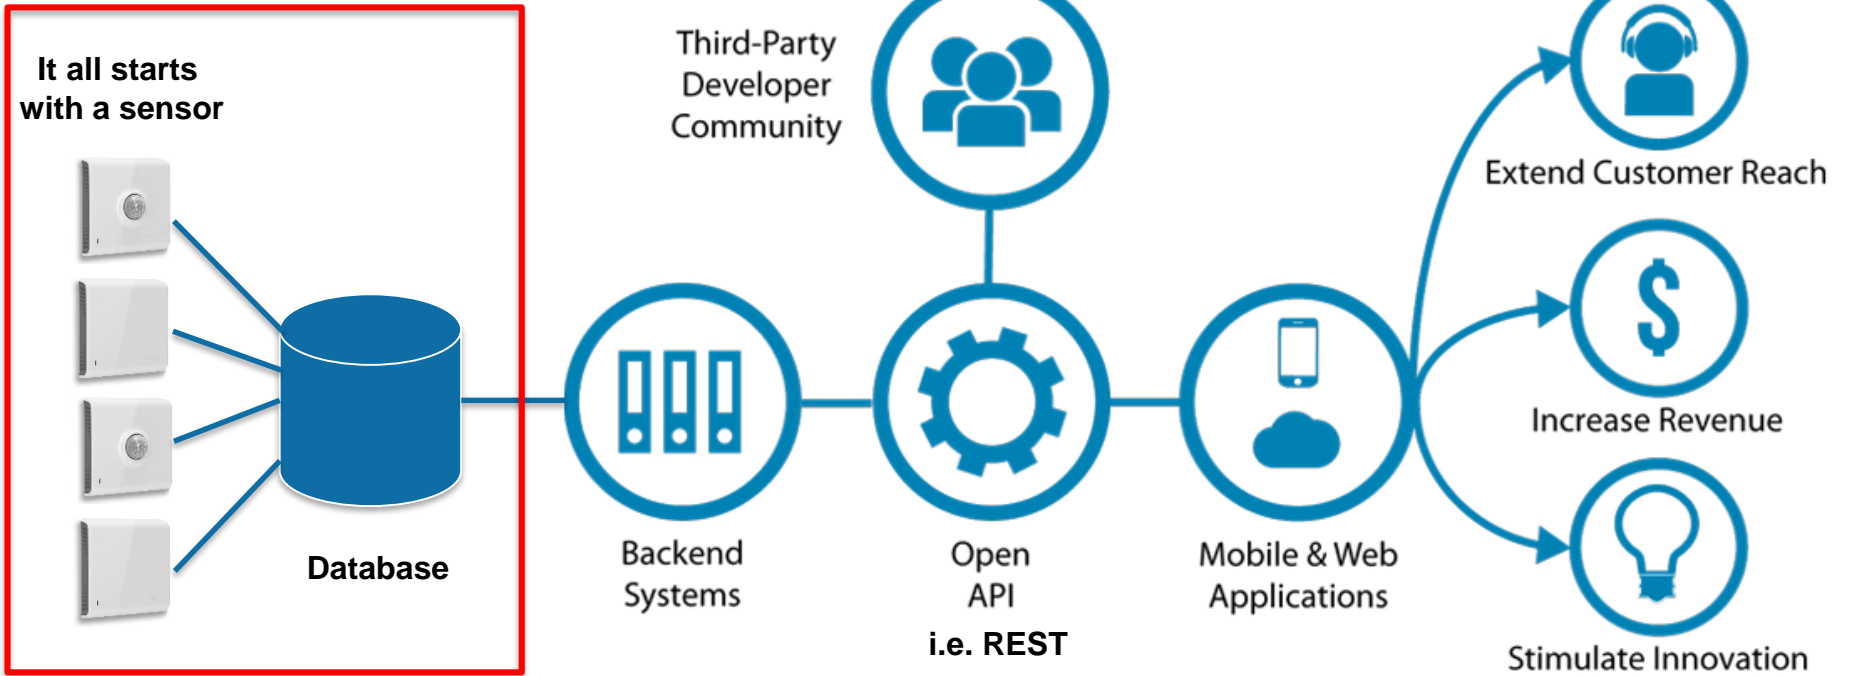 It all starts
with a sensor
Database
Third-Party
Developer
Community
Backend
Systems
Open
API
i.e. REST
Mobile & Web
Applications
Extend Customer Reach
$
Increase Revenue
Stimulate Innovation